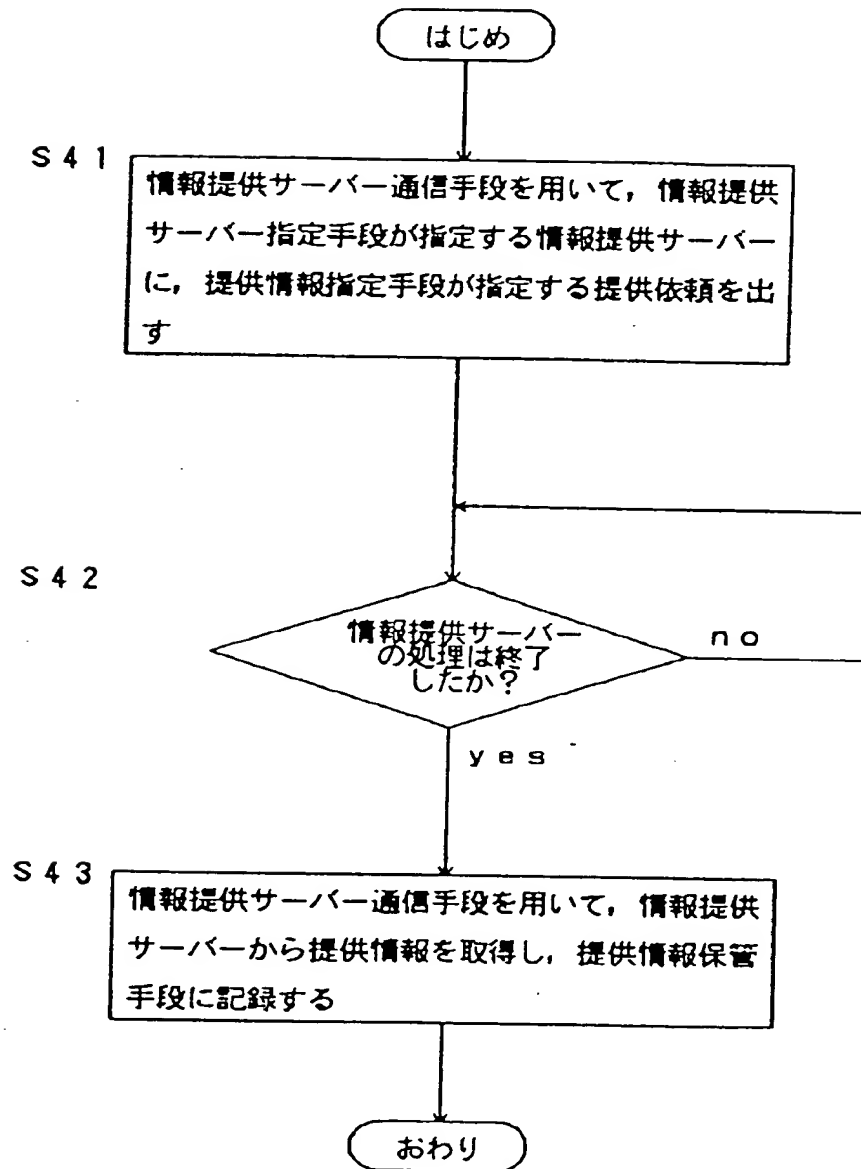 はじめ
S41
情報提供サーバー通信手段を用いて，情報提供
サーバー指定手段が指定する情報提供サーバー
に，提供情報指定手段が指定する提供依頼を出
す
S42
情報提供サーバー
の処理は終了
したか？
no
yes
S43
情報提供サーバー通信手段を用いて，情報提供
サーバーから提供情報を取得し，提供情報保管
手段に記録する
おわり